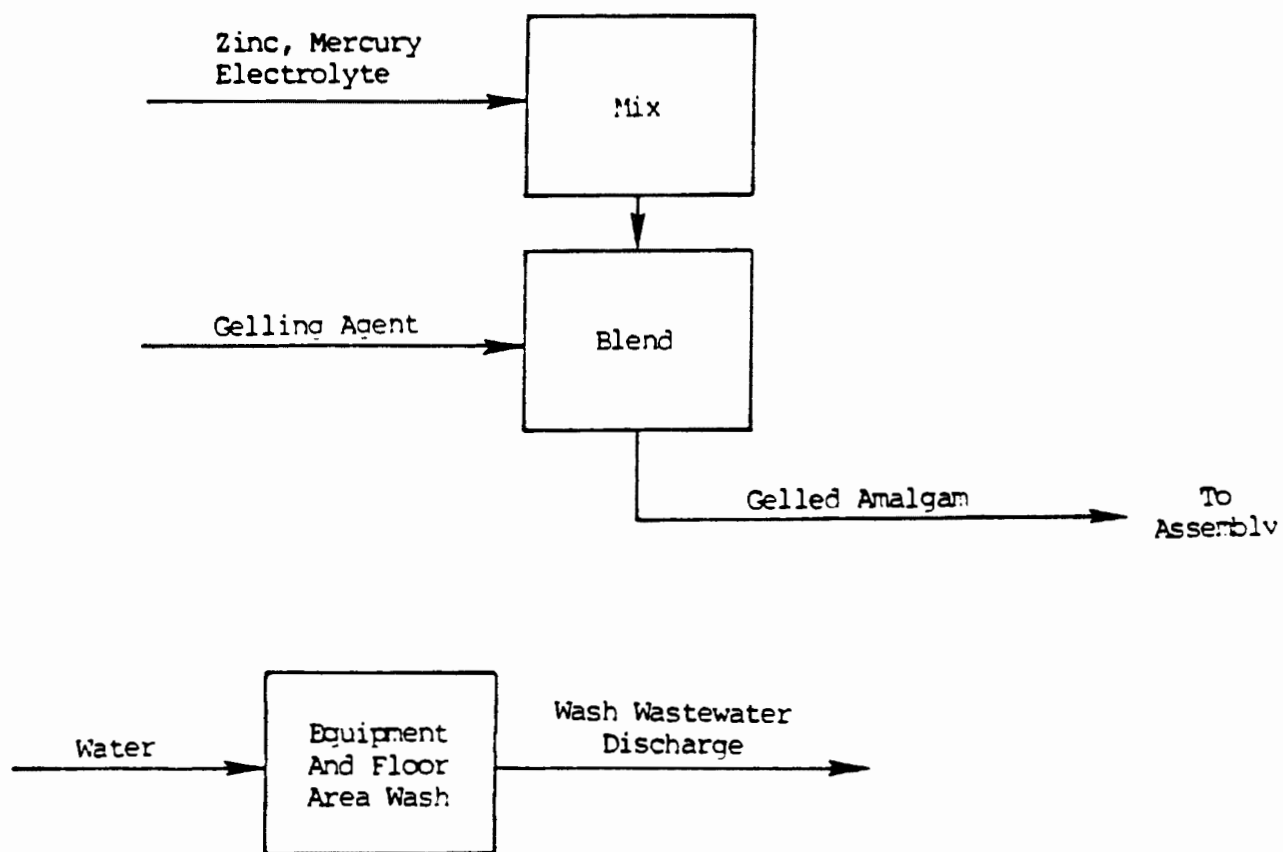 Zinc, Mercury
Electrolyte
Mix
Gelling Agent
Blend
Gelled Amalgam
To
Assembly
Water
Equipment
And Floor
Area Wash
Wash Wastewater
Discharge